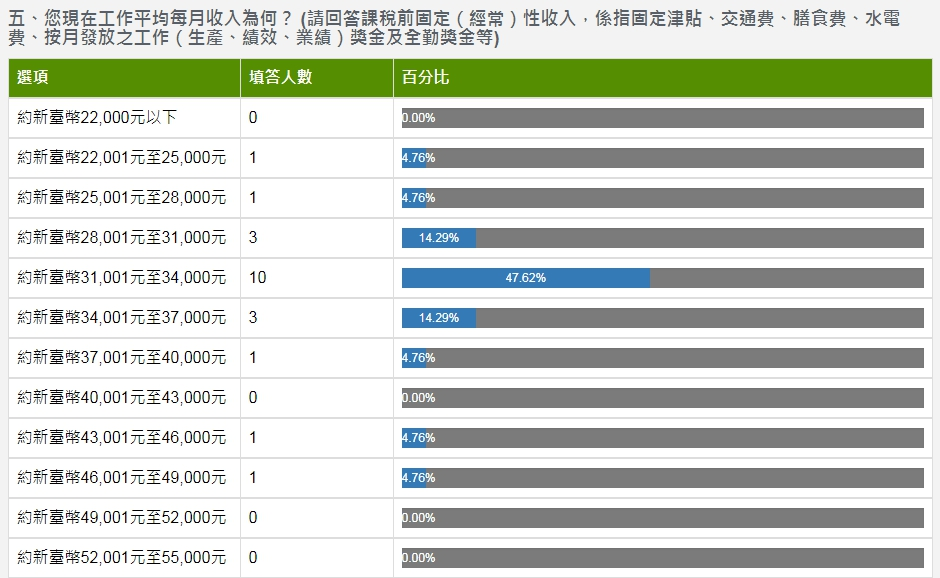 五、您現在工作平均每月收入為何？ (請回答課稅前固定（經常）性收入，係指固定津貼、交通費、膳食費、水電
費、按月發放之工作（生產、績效、業績）獎金及全勤獎金等)
選項 填答人數 百分比
約新臺幣22,000元以下 0 0.00%
約新臺幣22,001元至25,000元 1 4.76%
約新臺幣25,001元至28,000元 1 4.76%
約新臺幣28,001元至31,000元 3 14.29%
約新臺幣31,001元至34,000元 10 47.62%
約新臺幣34,001元至37,000元 3 14.29%
約新臺幣37,001元至40,000元 1 4.76%
約新臺幣40,001元至43,000元 0 0.00%
約新臺幣43,001元至46,000元 1 4.76%
約新臺幣46,001元至49,000元 1 4.76%
約新臺幣49,001元至52,000元 0 0.00%
約新臺幣52,001元至55,000元 0 0.00%